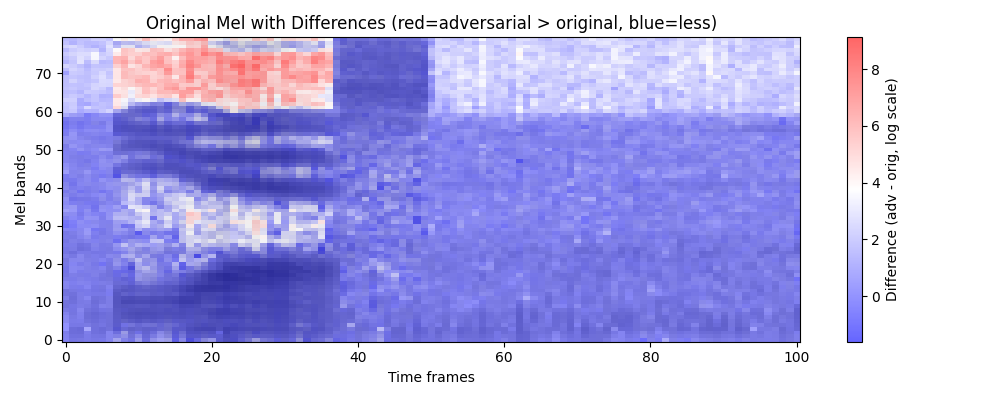 Original Mel with Differences (red=adversarial > original, blue=less)
Mel bands
70
60
50
40
30
20
10
0
0 20 40 60 80 100
Time frames
8
6
4
2
0
Difference (adv - orig, log scale)